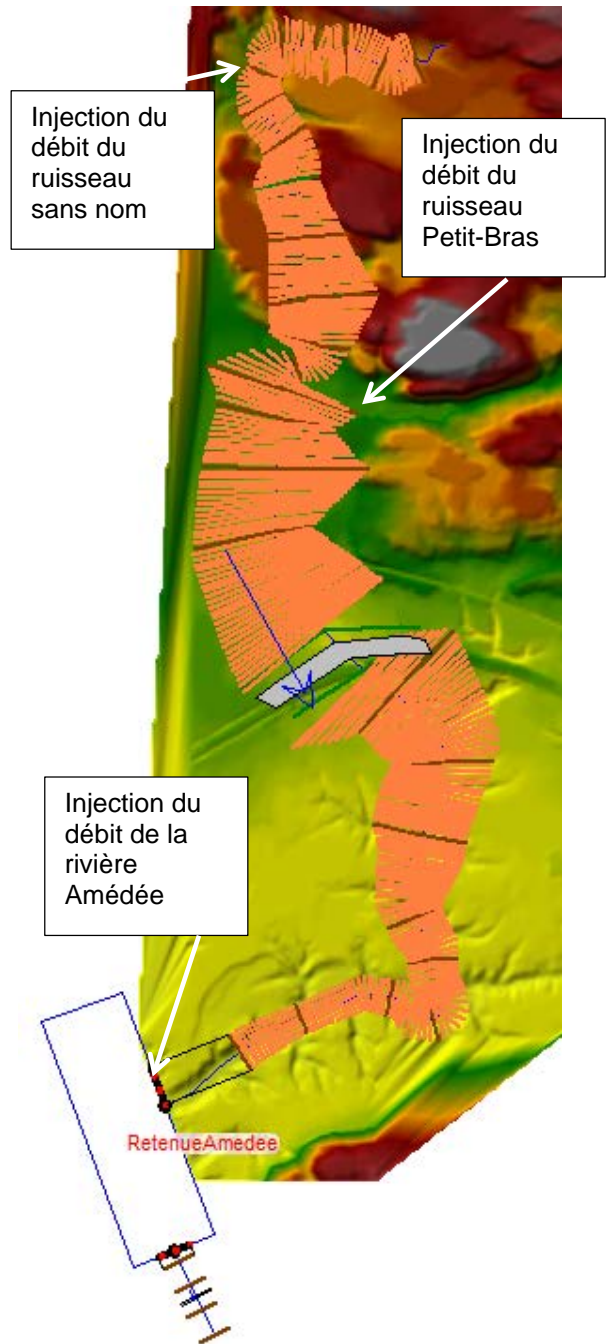 Injection du
débit du
ruisseau
sans nom
Injection du
débit du
ruisseau
Petit-Bras
Injection du
débit de la
rivière
Amédée
RetenueAmedee